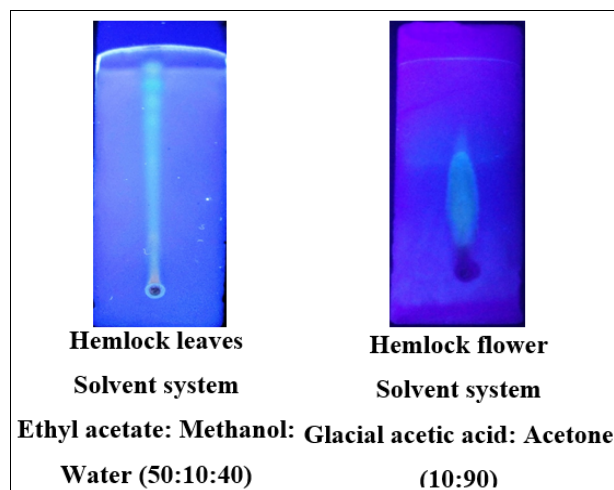 Hemlock leaves
Solvent system
Ethyl acetate: Methanol:
Water (50:10:40)
Hemlock flower
Solvent system
Glacial acetic acid: Acetone
(10:90)